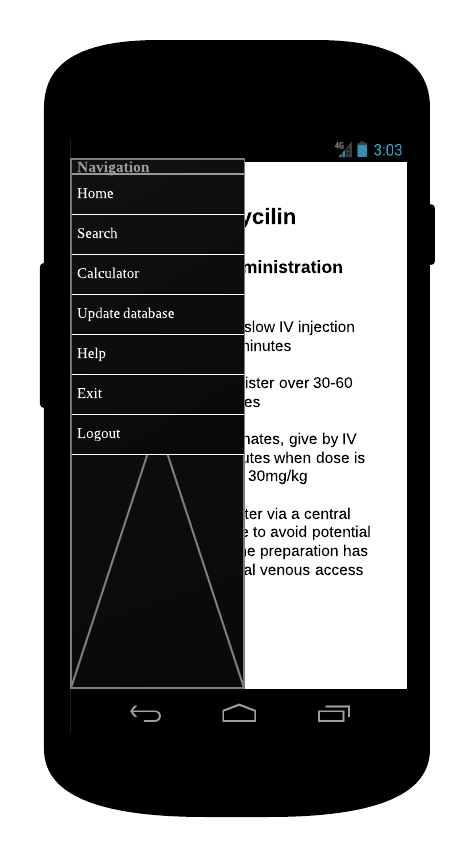 4G 3:03
Navigation
Home
Search
Calculator
Update database
Help
Exit
Logout
ycilin
ministration
slow IV injection
minutes
ister over 30-60
es
nates, give by IV
utes when dose is
30mg/kg
ter via a central
e to avoid potential
ne preparation has
al venous access